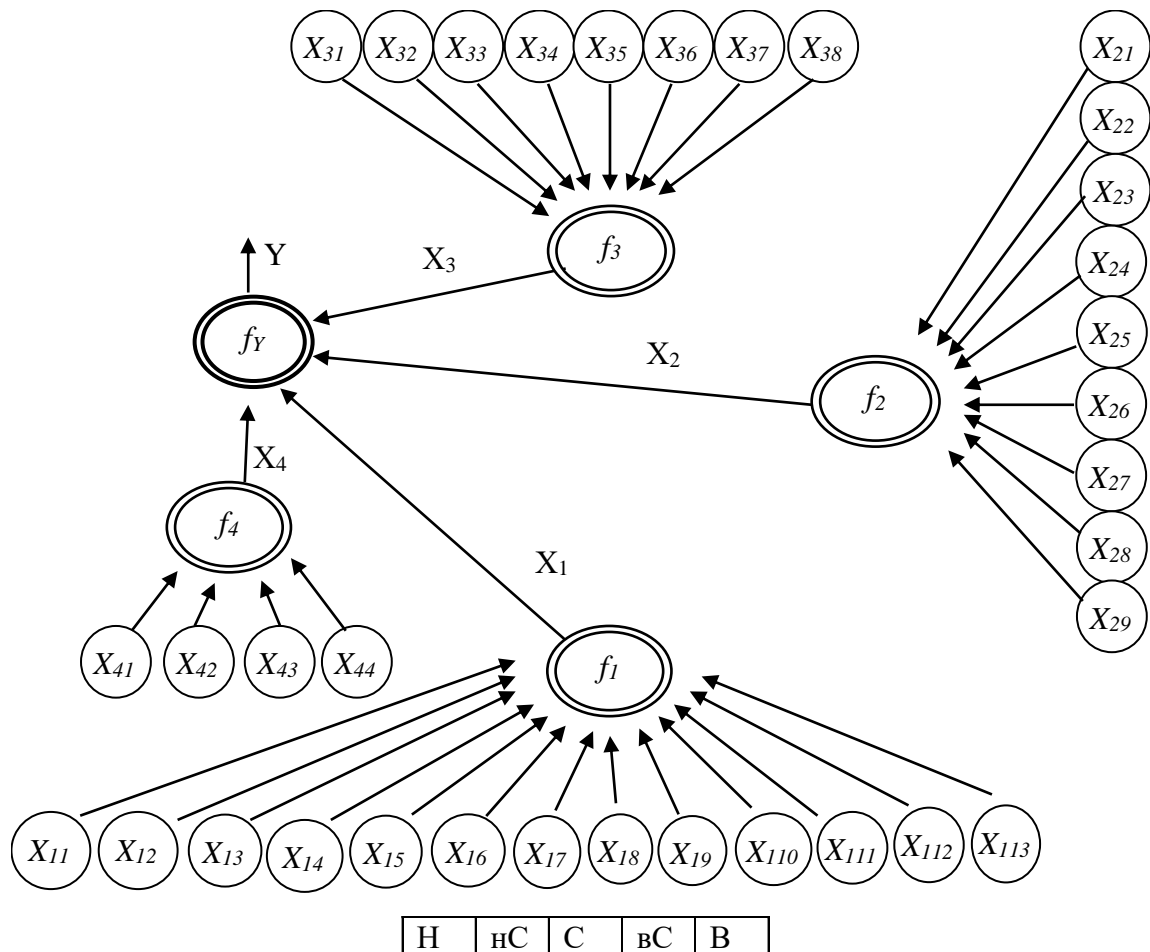 X31 X32 X33 X34 X35 X36 X37 X38
X21
X22
X23
X24
X25
X26
X27
X28
X29
f3
Y
X3
fY
X2
f2
X4
f4
X1
X41 X42 X43 X44
f1
X11 X12 X13 X14 X15 X16 X17 X18 X19 X110 X111 X112 X113
Н нС С вС В